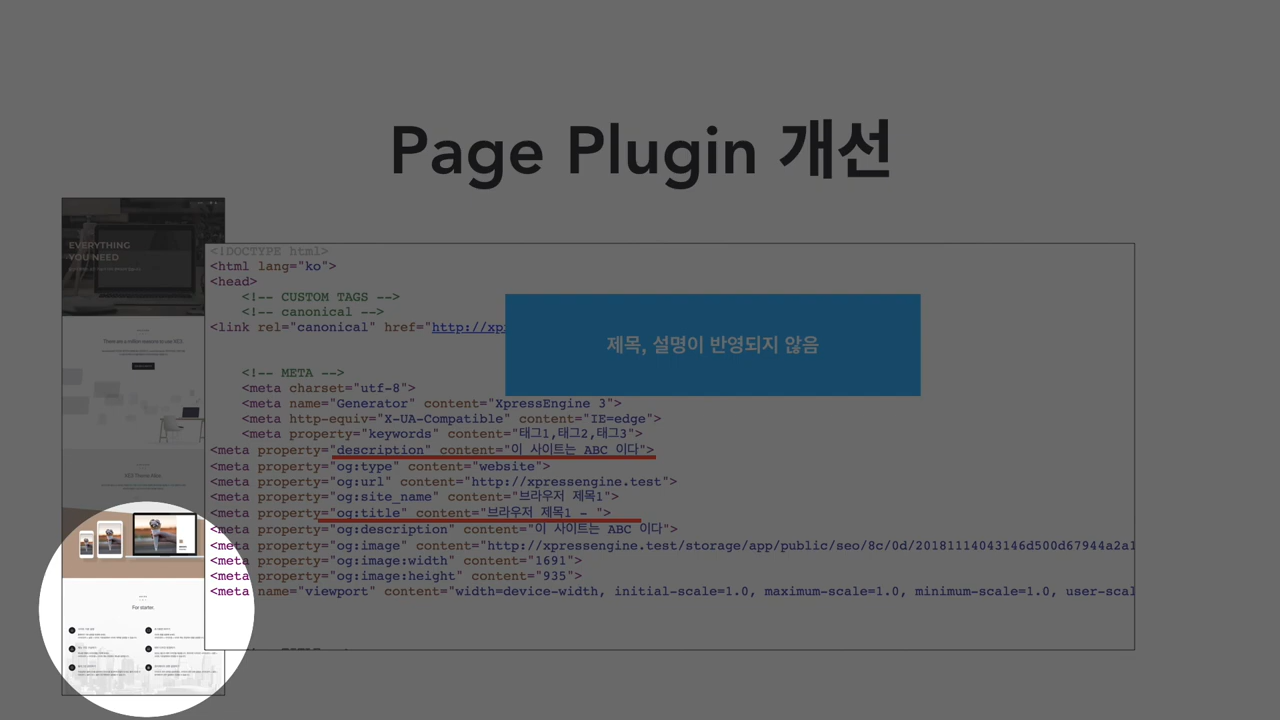 Page Plugin 개선
EVERYTHING
YOU NEED
There are a million reasons to use XE3.
XE3 Theme Alice
For starter.
<!DOCTYPE html>
<html lang="ko">
<head>
<!-- CUSTOM TAGS -->
<!-- canonical -->
<link rel="canonical" href="http://xp
제목, 설명이 반영되지 않음
<!-- META -->
<meta charset="utf-8">
<meta name="Generator" content="XpressEngine 3">
<meta http-equiv="X-UA-Compatible" content="IE=edge">
<meta property="keywords" content="태그1,태그2,태그3">
<meta property="description" content="이 사이트는 ABC 이다">
<meta property="og:type" content="website">
<meta property="og:url" content="http://xpressengine.test">
<meta property="og:site_name" content="브라우저 제목1">
<meta property="og:title" content="브라우저 제목1 - ">
<meta property="og:description" content="이 사이트는 ABC 이다">
<meta property="og:image" content="http://xpressengine.test/storage/app/public/seo/8c/0d/20181114043146d500d67944a2a1
<meta property="og:image:width" content="1691">
<meta property="og:image:height" content="935">
<meta name="viewport" content="width=device-width, initial-scale=1.0, maximum-scale=1.0, minimum-scale=1.0, user-scal